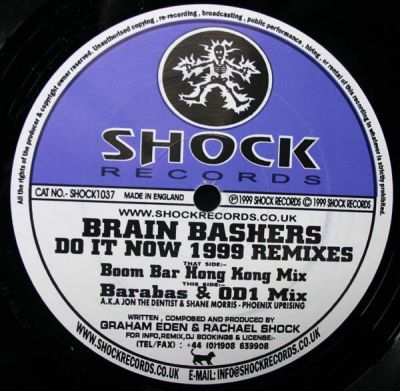 All the rights of the producer & copyright owner reserved. Unauthorised copying, re-recording, broadcasting, public performance, hiring, or rental of this recording in whatever is strictly prohibited.
SHOCK
RECORDS
CAT NO.- SHOCK1037 MADE IN ENGLAND ℗ 1999 SHOCK RECORDS © 1999 SHOCK RECORDS.
WWW.SHOCKRECORDS.CO.UK
BRAIN BASHERS
DO IT NOW 1999 REMIXES
THAT SIDE:-
Boom Bar Hong Kong Mix
THIS SIDE:-
Barabas & OD1 Mix
A.K.A JON THE DENTIST & SHANE MORRIS - PHOENIX UPRISING
WRITTEN, COMPOSED AND PRODUCED BY
GRAHAM EDEN & RACHAEL SHOCK
FOR INFO,REMIX,DJ BOOKINGS & LICENSE:-
(TEL/FAX) : +44 (0)1908 639908
WWW.SHOCKRECORDS.CO.UK
E-MAIL: INFO@SHOCKRECORDS.CO.UK